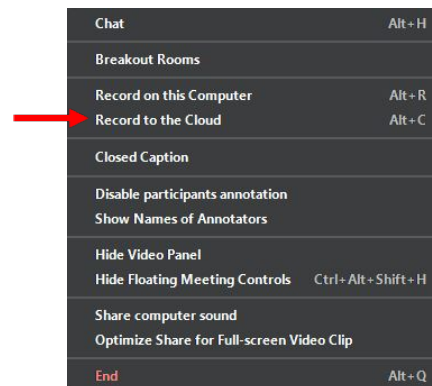 Chat Alt+H
Breakout Rooms
Record on this Computer Alt+R
Record to the Cloud Alt+C
Closed Caption
Disable participants annotation
Show Names of Annotators
Hide Video Panel
Hide Floating Meeting Controls Ctrl+Alt+Shift+H
Share computer sound
Optimize Share for Full-screen Video Clip
End Alt+Q